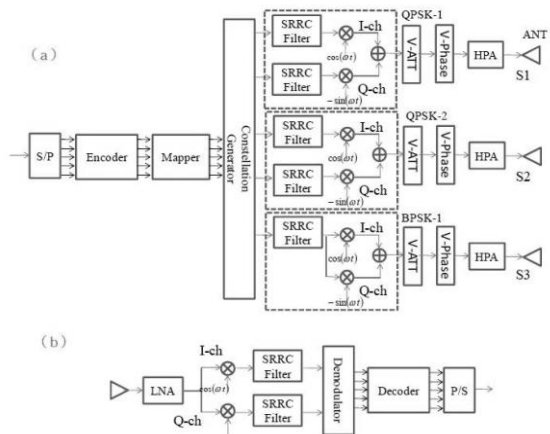 (a)
QPSK-1
SRRC
Filter
I-ch
cos(ωt)
SRRC
Filter
Q-ch
−sin(ωt)
V-ATT
V-Phase
HPA
ANT
S1
S/P
Encoder
Mapper
Constellation
Generator
QPSK-2
SRRC
Filter
I-ch
cos(ωt)
SRRC
Filter
Q-ch
−sin(ωt)
V-ATT
V-Phase
HPA
S2
BPSK-1
SRRC
Filter
I-ch
cos(ωt)
Q-ch
−sin(ωt)
V-ATT
V-Phase
HPA
S3
(b)
LNA
I-ch
cos(ωt)
Q-ch
SRRC
Filter
SRRC
Filter
Demodulator
Decoder
P/S